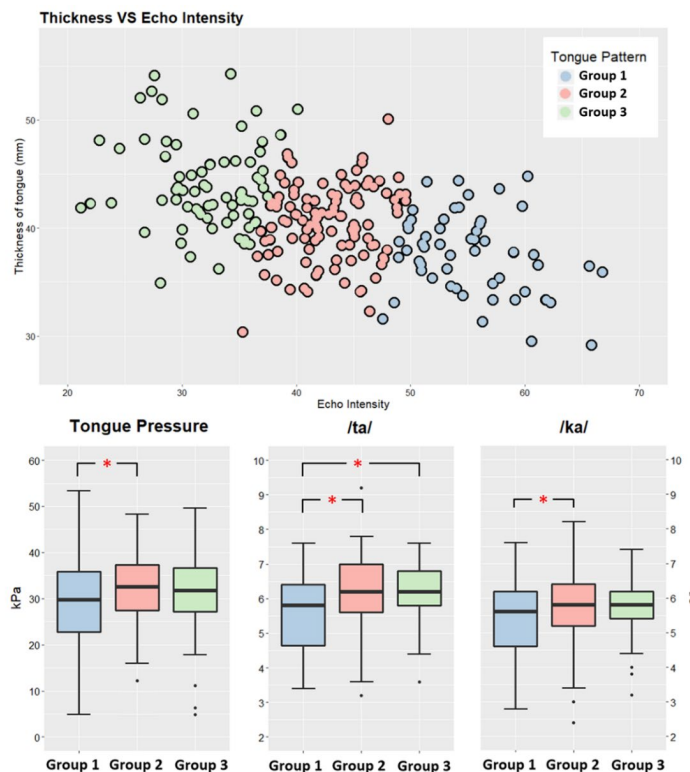 Thickness VS Echo Intensity
Tongue Pattern
Group 1
Group 2
Group 3
Thickness of tongue (mm)
50
40
30
20 30 40 50 60 70
Echo Intensity
Tongue Pressure /ta/ /ka/
* * * *
kPa
60
50
40
30
20
10
0
10
9
8
7
6
5
4
3
2
10
9
8
7
6
5
4
3
2
Group 1 Group 2 Group 3 Group 1 Group 2 Group 3 Group 1 Group 2 Group 3